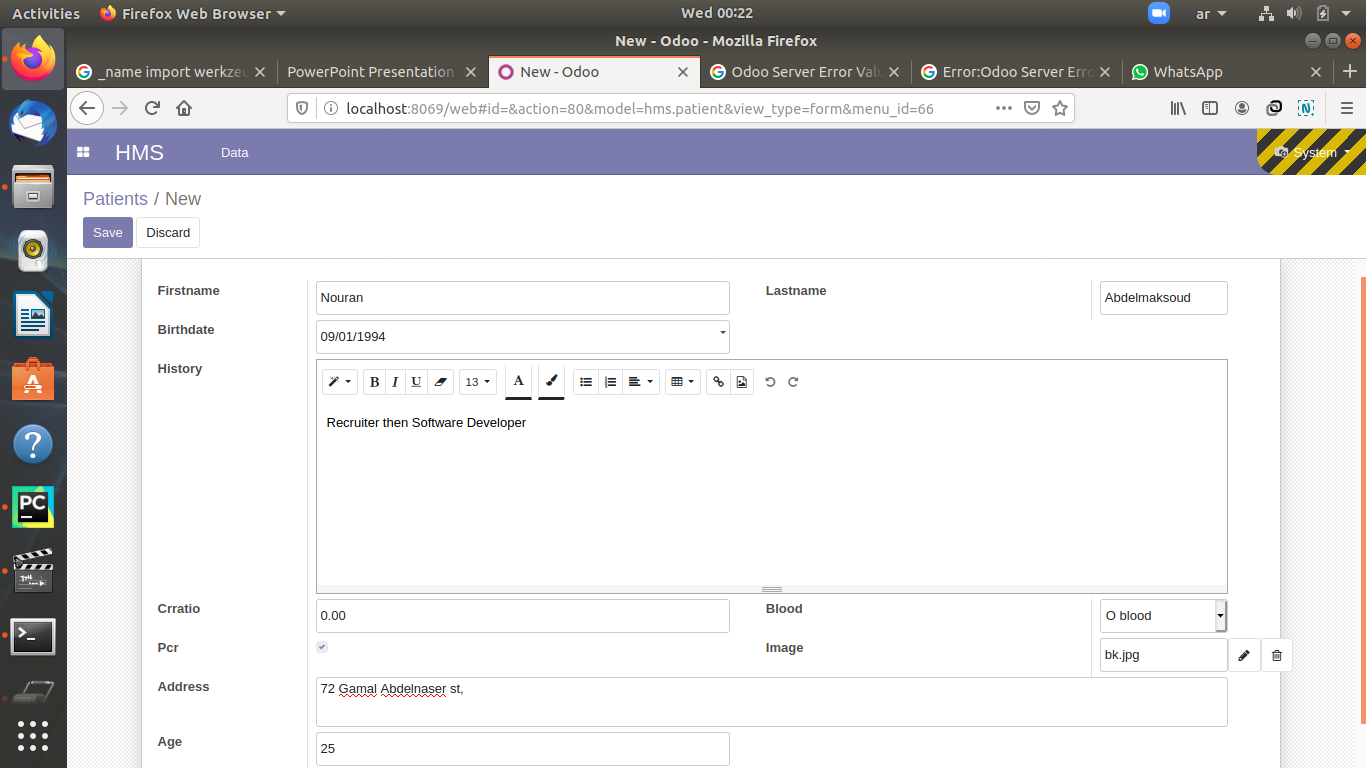 Activities Firefox Web Browser Wed 00:22 ar
New - Odoo - Mozilla Firefox
_name import werkzeu PowerPoint Presentation New - Odoo Odoo Server Error Val Error:Odoo Server Erro WhatsApp
localhost:8069/web#id=&action=80&model=hms.patient&view_type=form&menu_id=66
HMS Data System
Patients / New
Save Discard
Firstname Nouran Lastname Abdelmaksoud
Birthdate 09/01/1994
History
B I U 13 A
Recruiter then Software Developer
Crratio 0.00 Blood O blood
Pcr Image bk.jpg
Address 72 Gamal Abdelnaser st,
Age 25